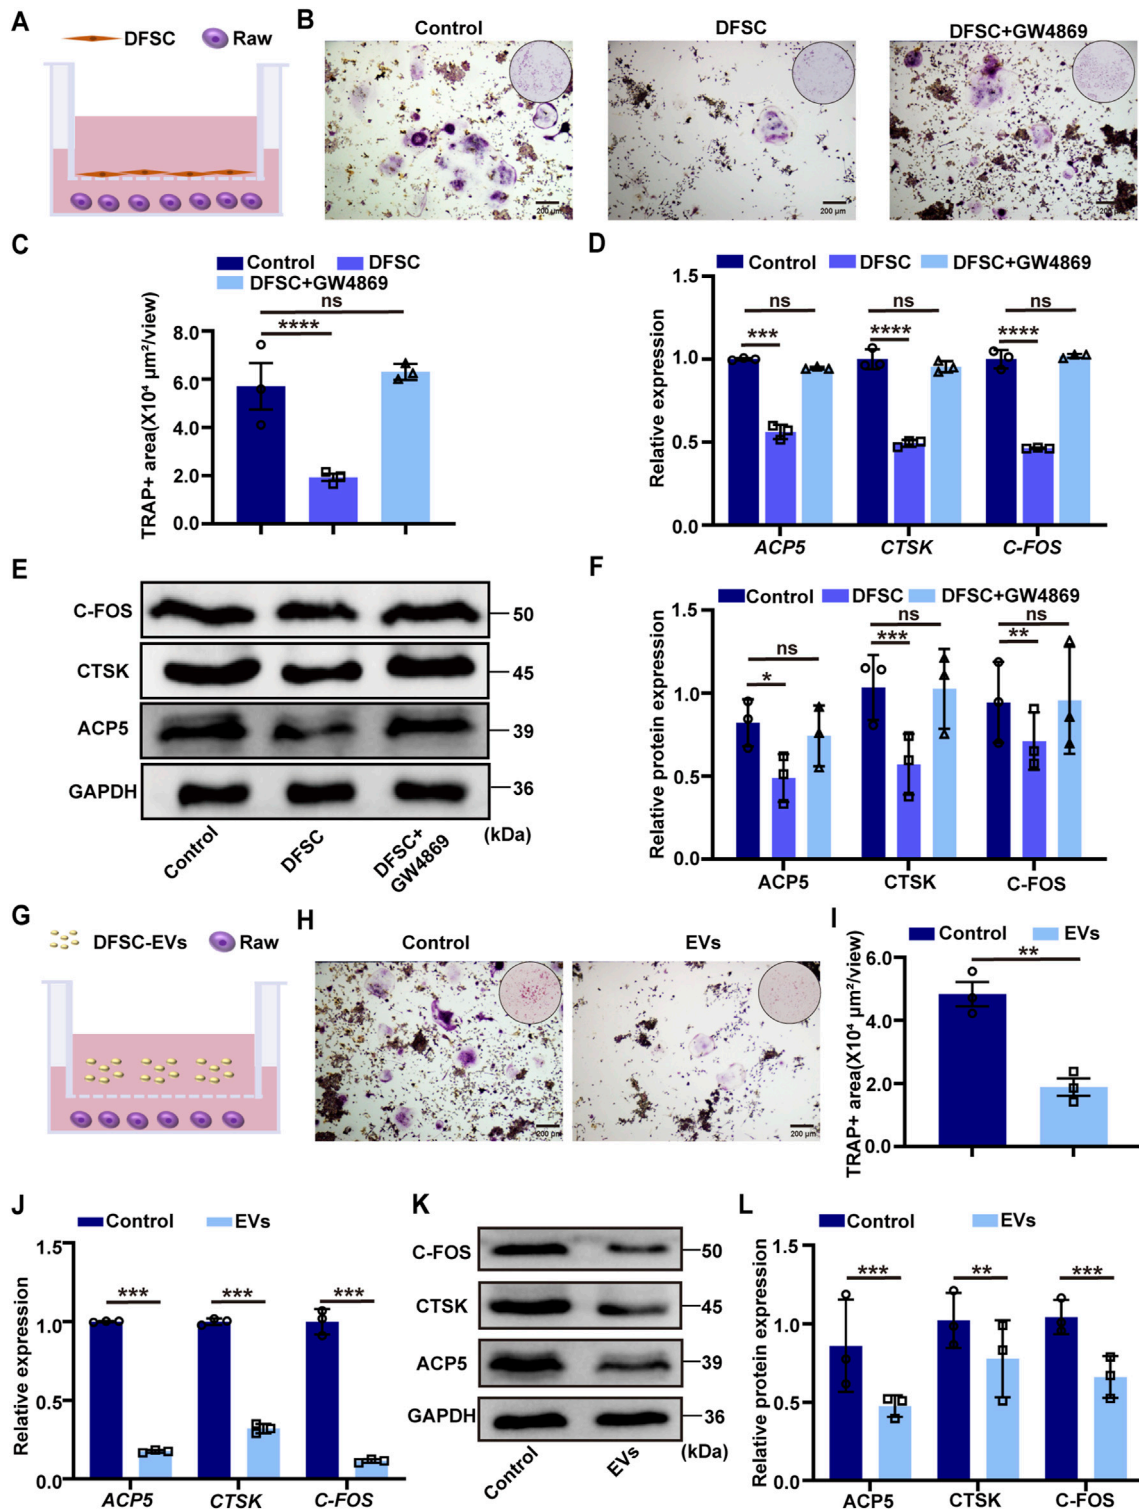 A
DFSC
Raw
B
Control
DFSC
DFSC+GW4869
200 μm
200 μm
200 μm
C
Control
DFSC
DFSC+GW4869
TRAP+ area(X10⁴ μm²/view)
8.0
6.0
4.0
2.0
0.0
ns
****
D
Control
DFSC
DFSC+GW4869
Relative expression
1.5
1.0
0.5
0.0
ns
ns
ns
***
****
****
ACP5
CTSK
C-FOS
E
C-FOS
50
CTSK
45
ACP5
39
GAPDH
36
Control
DFSC
DFSC+
GW4869
(kDa)
F
Control
DFSC
DFSC+GW4869
Relative protein expression
1.5
1.0
0.5
0.0
ns
ns
ns
*
***
**
ACP5
CTSK
C-FOS
G
DFSC-EVs
Raw
H
Control
EVs
200 μm
200 μm
I
Control
EVs
TRAP+ area(X10⁴ μm²/view)
6.0
4.0
2.0
0.0
**
J
Control
EVs
Relative expression
1.5
1.0
0.5
0.0
***
***
***
ACP5
CTSK
C-FOS
K
C-FOS
50
CTSK
45
ACP5
39
GAPDH
36
Control
EVs
(kDa)
L
Control
EVs
Relative protein expression
1.5
1.0
0.5
0.0
***
**
***
ACP5
CTSK
C-FOS